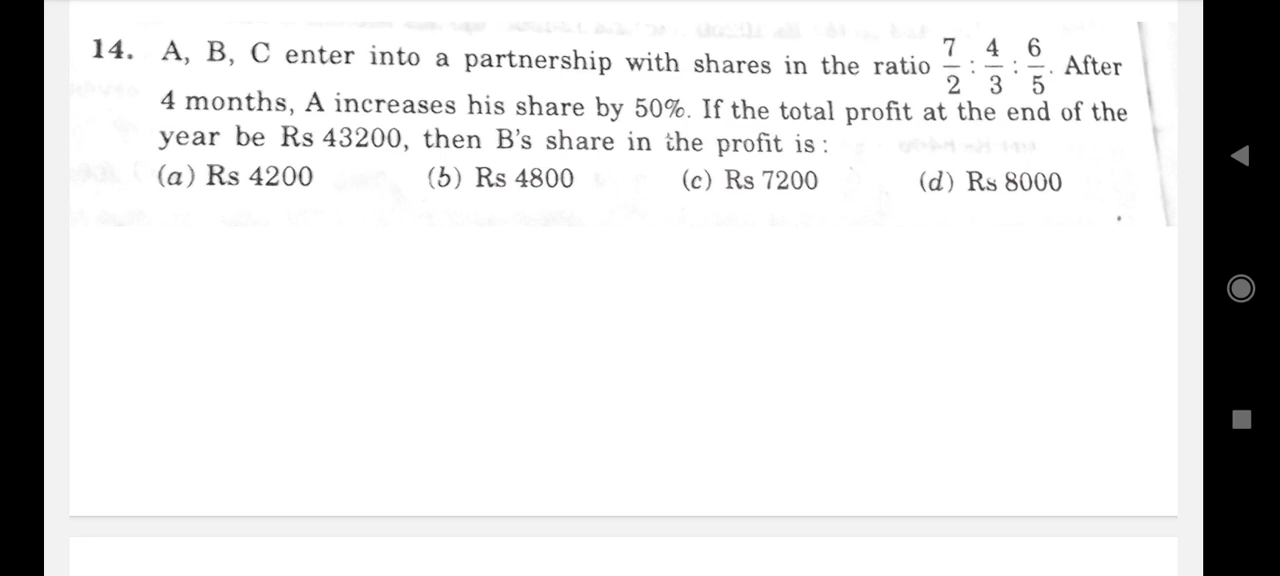 14. A, B, C enter into a partnership with shares in the ratio 7/2 : 4/3 : 6/5. After
4 months, A increases his share by 50%. If the total profit at the end of the
year be Rs 43200, then B's share in the profit is :
(a) Rs 4200 (b) Rs 4800 (c) Rs 7200 (d) Rs 8000